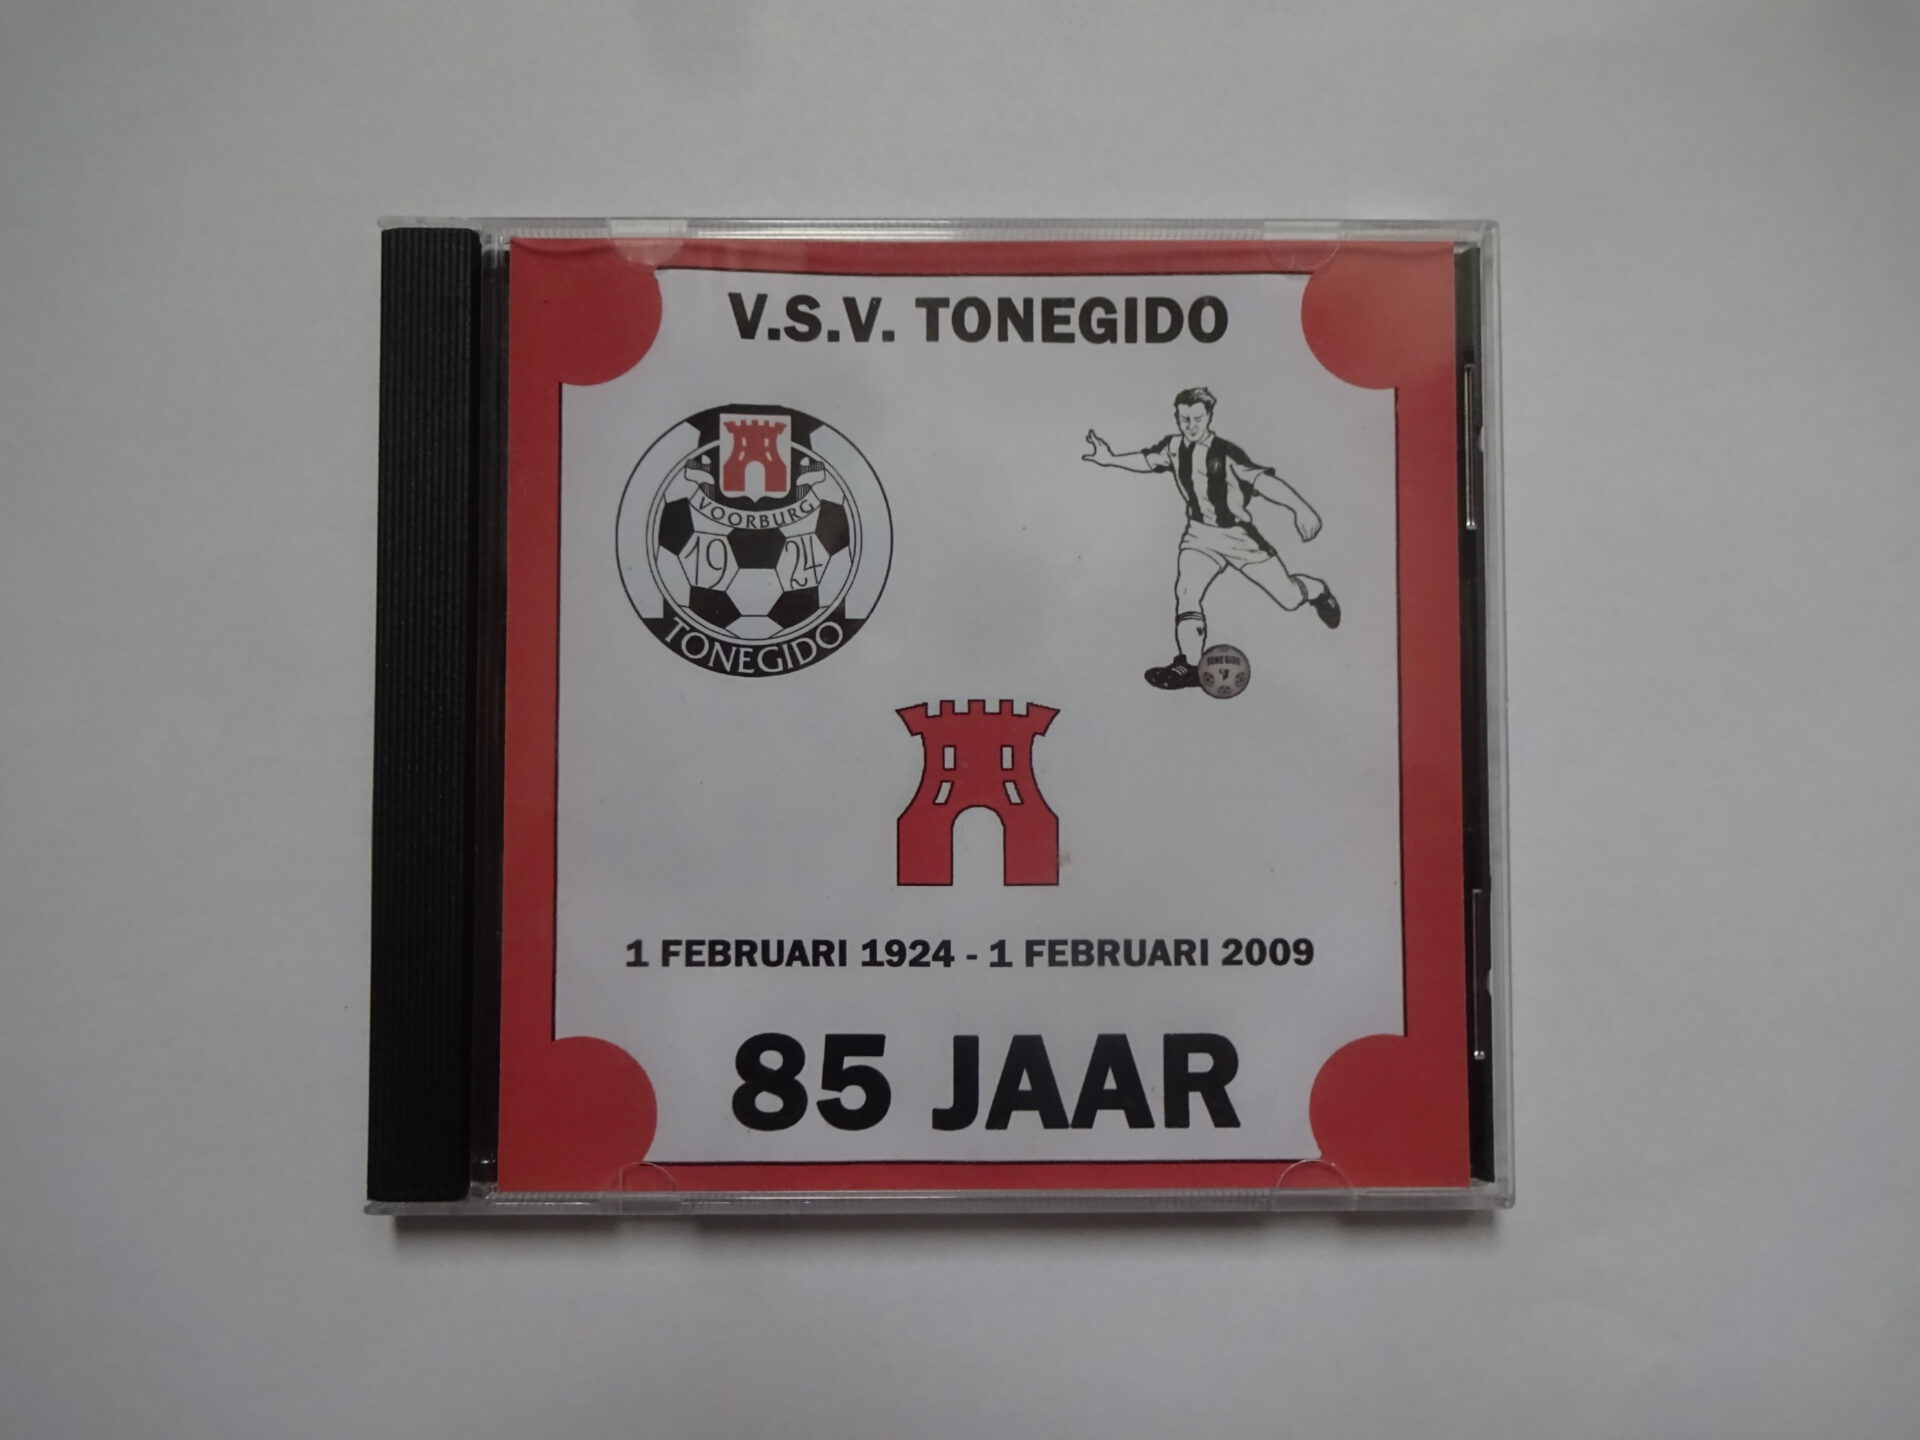 V.S.V. TONEGIDO
VOORBURG
19 24
TONEGIDO
TONEGIDO
1 FEBRUARI 1924 - 1 FEBRUARI 2009
85 JAAR